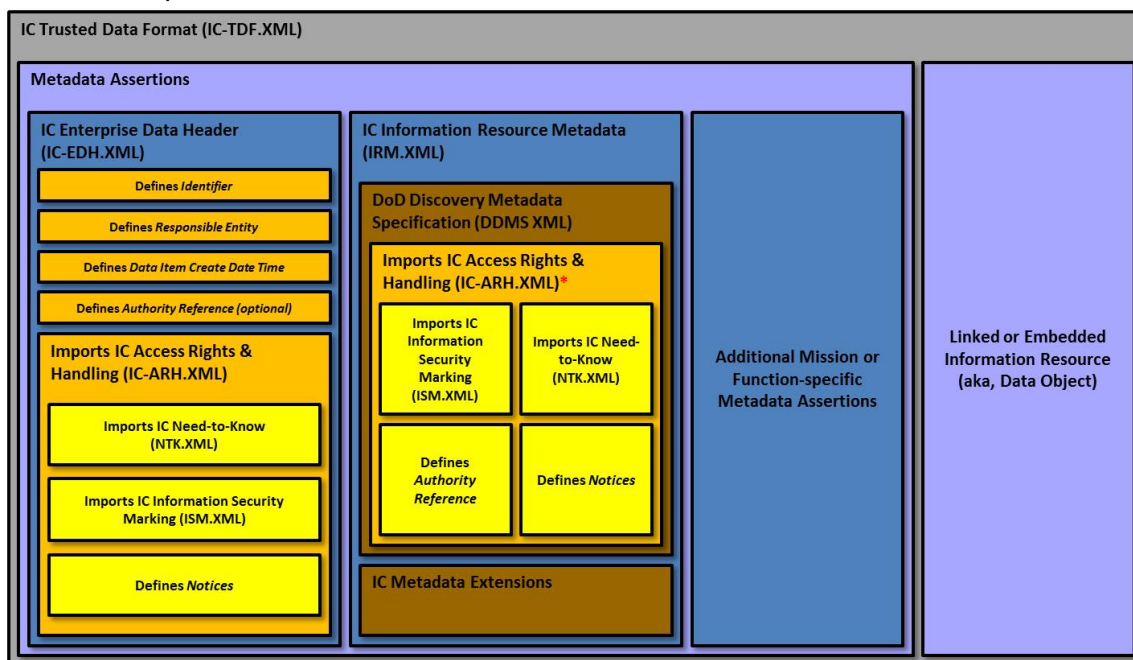 IC Trusted Data Format (IC-TDF.XML)
Metadata Assertions
IC Enterprise Data Header
(IC-EDH.XML)
Defines Identifier
Defines Responsible Entity
Defines Data Item Create Date Time
Defines Authority Reference (optional)
Imports IC Access Rights &
Handling (IC-ARH.XML)
Imports IC Need-to-Know
(NTK.XML)
Imports IC Information Security
Marking (ISM.XML)
Defines Notices
IC Information Resource Metadata
(IRM.XML)
DoD Discovery Metadata
Specification (DDMS XML)
Imports IC Access Rights &
Handling (IC-ARH.XML)*
Imports IC
Information
Security
Marking
(ISM.XML)
Imports IC Need-
to-Know
(NTK.XML)
Defines
Authority
Reference
Defines Notices
IC Metadata Extensions
Additional Mission or
Function-specific
Metadata Assertions
Linked or Embedded
Information Resource
(aka, Data Object)